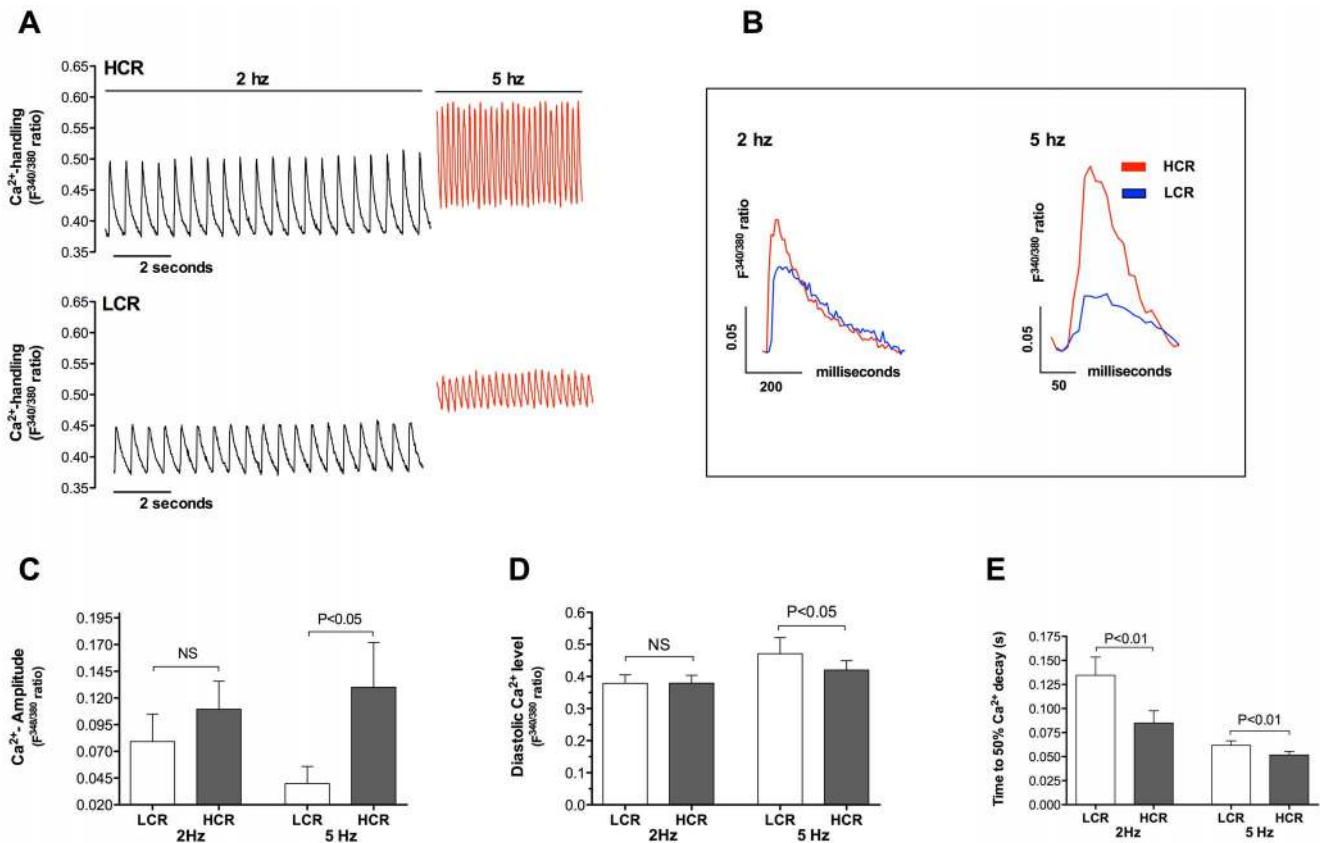 A
HCR
2 hz
5 hz
Ca²⁺-handling
(F³⁴⁰/³⁸⁰ ratio)
0.65
0.60
0.55
0.50
0.45
0.40
0.35
2 seconds
LCR
Ca²⁺-handling
(F³⁴⁰/³⁸⁰ ratio)
0.65
0.60
0.55
0.50
0.45
0.40
0.35
2 seconds
B
2 hz
5 hz
HCR
LCR
F³⁴⁰/³⁸⁰ ratio
0.05
200
milliseconds
F³⁴⁰/³⁸⁰ ratio
0.05
50
milliseconds
C
Ca²⁺- Amplitude
(F³⁴⁸/³⁸⁰ ratio)
0.195
0.170
0.145
0.120
0.095
0.070
0.045
0.020
NS
P<0.05
LCR HCR LCR HCR
2Hz 5 Hz
D
Diastolic Ca²⁺ level
(F³⁴⁰/³⁸⁰ ratio)
0.6
0.5
0.4
0.3
0.2
0.1
0.0
NS
P<0.05
LCR HCR LCR HCR
2Hz 5 Hz
E
Time to 50% Ca²⁺ decay (s)
0.175
0.150
0.125
0.100
0.075
0.050
0.025
0.000
P<0.01
P<0.01
LCR HCR LCR HCR
2Hz 5 Hz